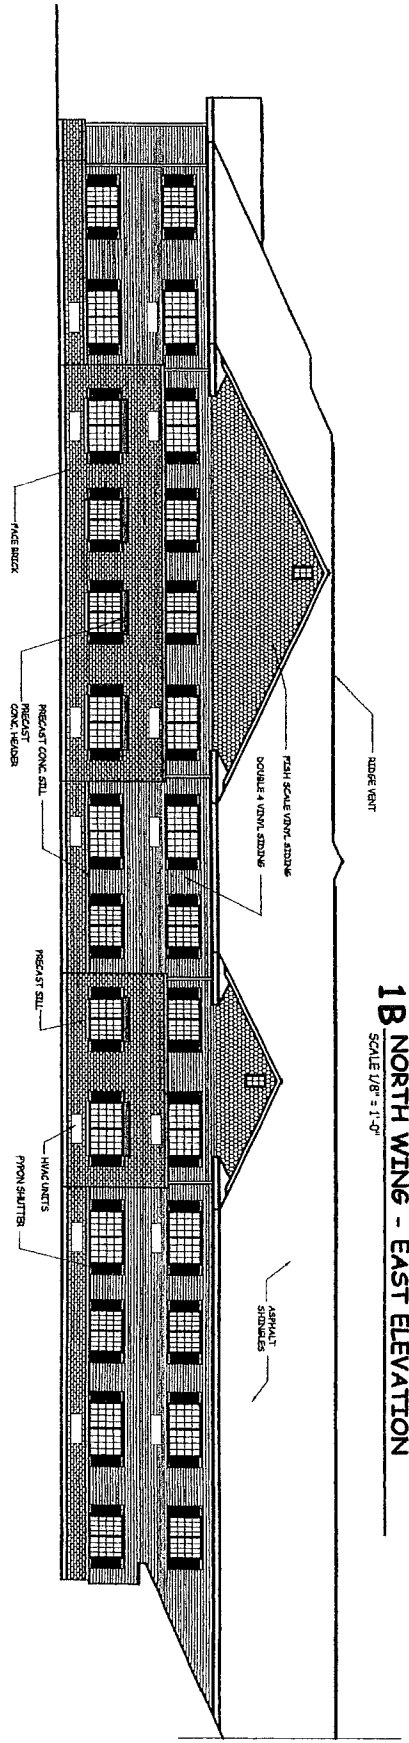 1B NORTH WING - EAST ELEVATION
SCALE 1/8" = 1'-0"
RIDGE VENT
FISH SCALE VINYL SIDING
DOUBLE 4 VINYL SIDING
ASPHALT
SHINGLES
FACE BRICK
PRECAST
CONC. HEADER
PRECAST CONC. SILL
PRECAST SILL
HVAC UNITS
FYPON SHUTTER